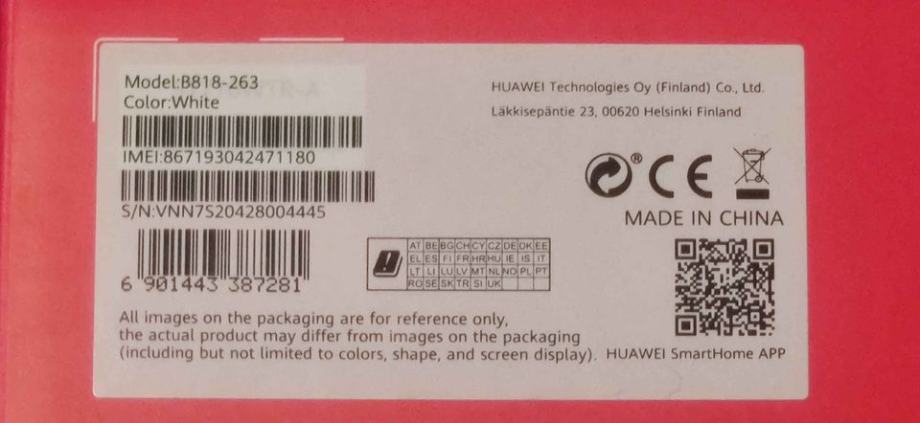 Model:B818-263
Color:White
IMEI:867193042471180
S/N:VNN7S20428004445
6 901443 387281
HUAWEI Technologies Oy (Finland) Co., Ltd.
Läkkisepäntie 23, 00620 Helsinki Finland
®
CE
MADE IN CHINA
AT BE BG CH CY CZ DE DK EE
EL ES FI FR HR HU IE IS IT
LT LI LU LV MT NL NO PL PT
RO SE SK TR SI UK
All images on the packaging are for reference only,
the actual product may differ from images on the packaging
(including but not limited to colors, shape, and screen display).
HUAWEI SmartHome APP